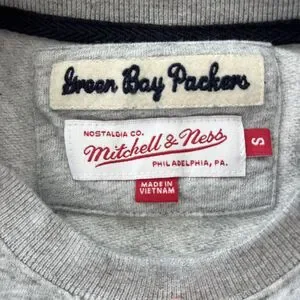 Green Bay Packers
NOSTALGIA CO.
Mitchell & Ness
PHILADELPHIA, PA.
S
MADE IN
VIETNAM